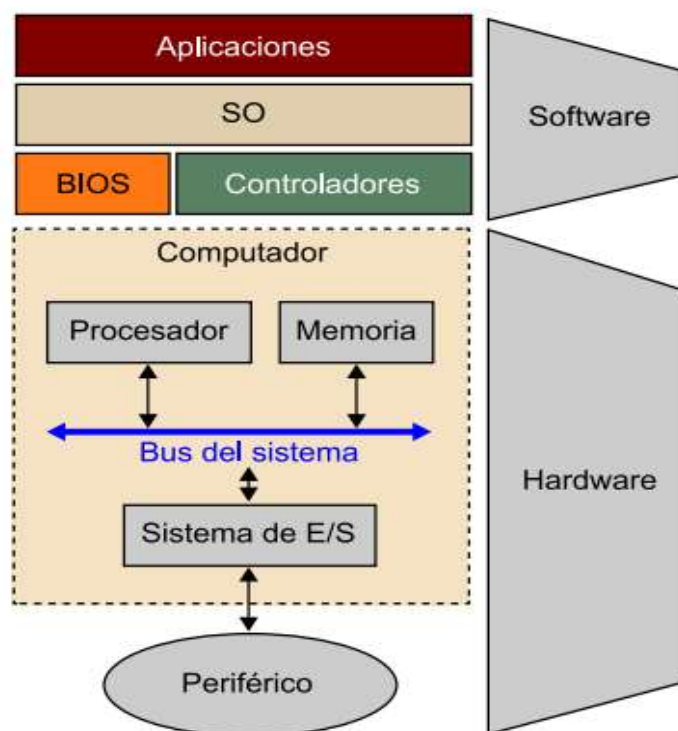 Aplicaciones
SO
BIOS
Controladores
Software
Computador
Procesador
Memoria
Bus del sistema
Sistema de E/S
Hardware
Periférico